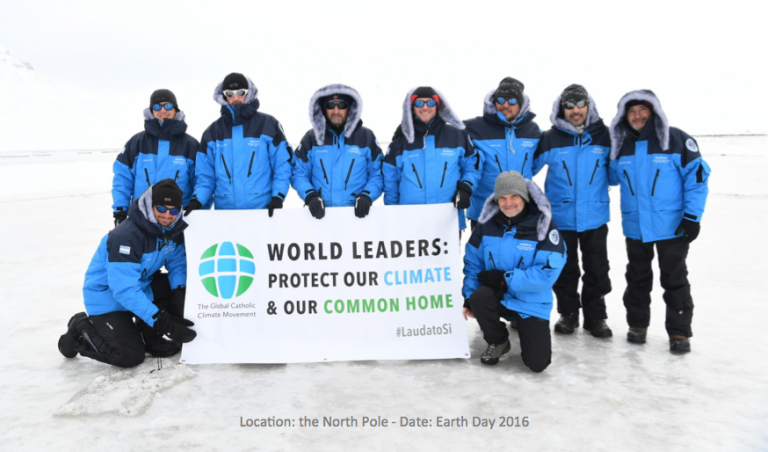 WORLD LEADERS:
PROTECT OUR CLIMATE
& OUR COMMON HOME
#LaudatoSi
The Global Catholic
Climate Movement
Location: the North Pole - Date: Earth Day 2016